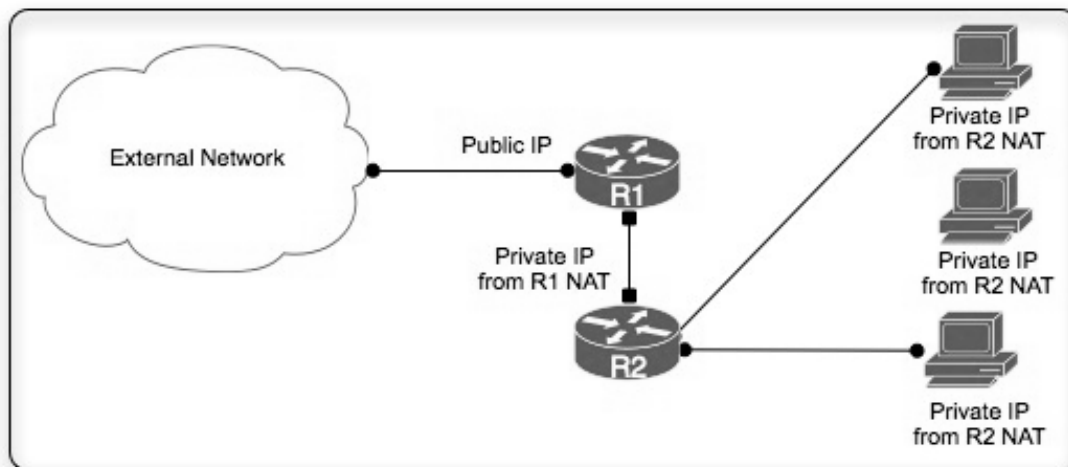 External Network
Public IP
R1
Private IP
from R1 NAT
R2
Private IP
from R2 NAT
Private IP
from R2 NAT
Private IP
from R2 NAT